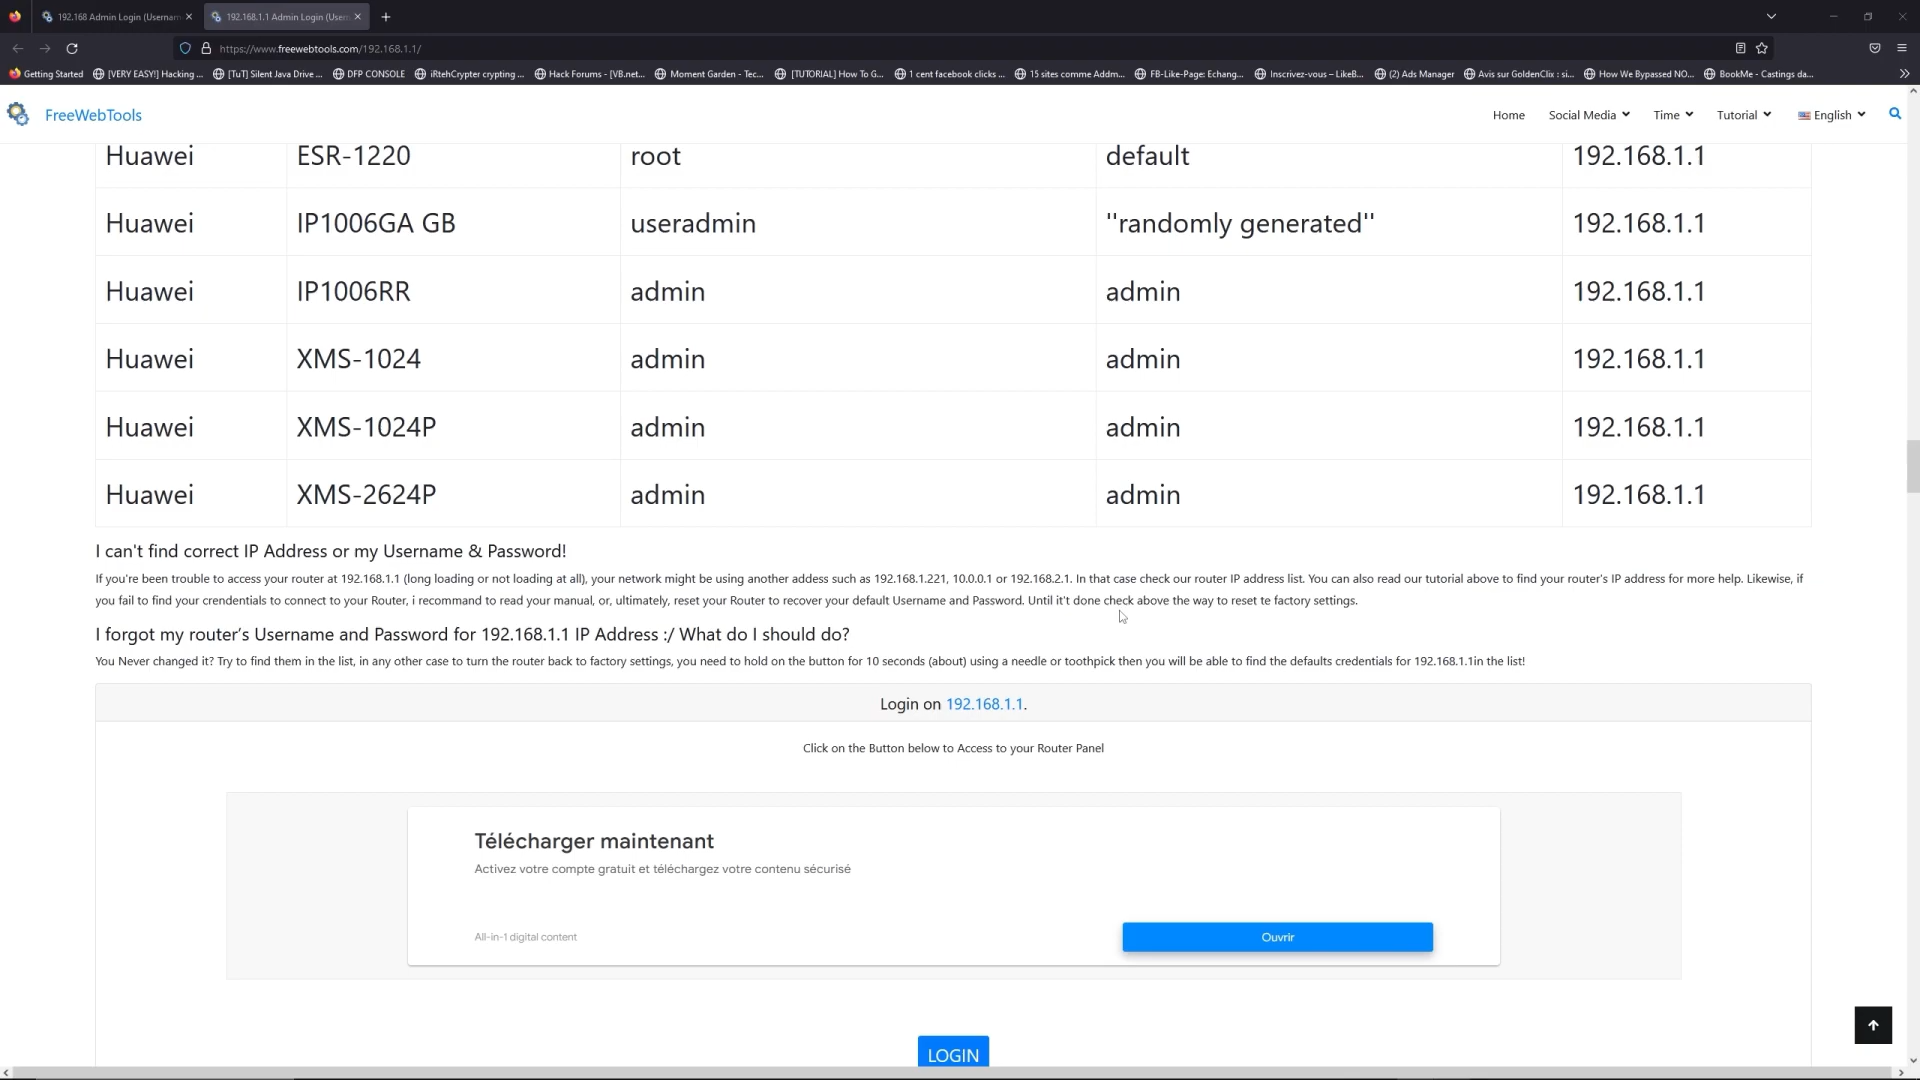 192.168 Admin Login (Usernam
192.168.1.1 Admin Login (User
https://www.freewebtools.com/192.168.1.1/
Getting Started
[VERY EASY!] Hacking ...
[TuT] Silent Java Drive ...
DFP CONSOLE
iRtehCrypter crypting ...
Hack Forums - [VB.net...
Moment Garden - Tec...
[TUTORIAL] How To G...
1 cent facebook clicks ...
15 sites comme Addm...
FB-Like-Page: Echang...
Inscrivez-vous – LikeB...
(2) Ads Manager
Avis sur GoldenClix : si...
How We Bypassed NO...
BookMe - Castings da...
FreeWebTools
Home
Social Media
Time
Tutorial
English
Huawei ESR-1220 root default 192.168.1.1
Huawei IP1006GA GB useradmin ''randomly generated'' 192.168.1.1
Huawei IP1006RR admin admin 192.168.1.1
Huawei XMS-1024 admin admin 192.168.1.1
Huawei XMS-1024P admin admin 192.168.1.1
Huawei XMS-2624P admin admin 192.168.1.1
I can't find correct IP Address or my Username & Password!
If you're been trouble to access your router at 192.168.1.1 (long loading or not loading at all), your network might be using another addess such as 192.168.1.221, 10.0.0.1 or 192.168.2.1. In that case check our router IP address list. You can also read our tutorial above to find your router's IP address for more help. Likewise, if
you fail to find your crendentials to connect to your Router, i recommand to read your manual, or, ultimately, reset your Router to recover your default Username and Password. Until it't done check above the way to reset te factory settings.
I forgot my router’s Username and Password for 192.168.1.1 IP Address :/ What do I should do?
You Never changed it? Try to find them in the list, in any other case to turn the router back to factory settings, you need to hold on the button for 10 seconds (about) using a needle or toothpick then you will be able to find the defaults credentials for 192.168.1.1in the list!
Login on 192.168.1.1.
Click on the Button below to Access to your Router Panel
Télécharger maintenant
Activez votre compte gratuit et téléchargez votre contenu sécurisé
All-in-1 digital content
Ouvrir
LOGIN